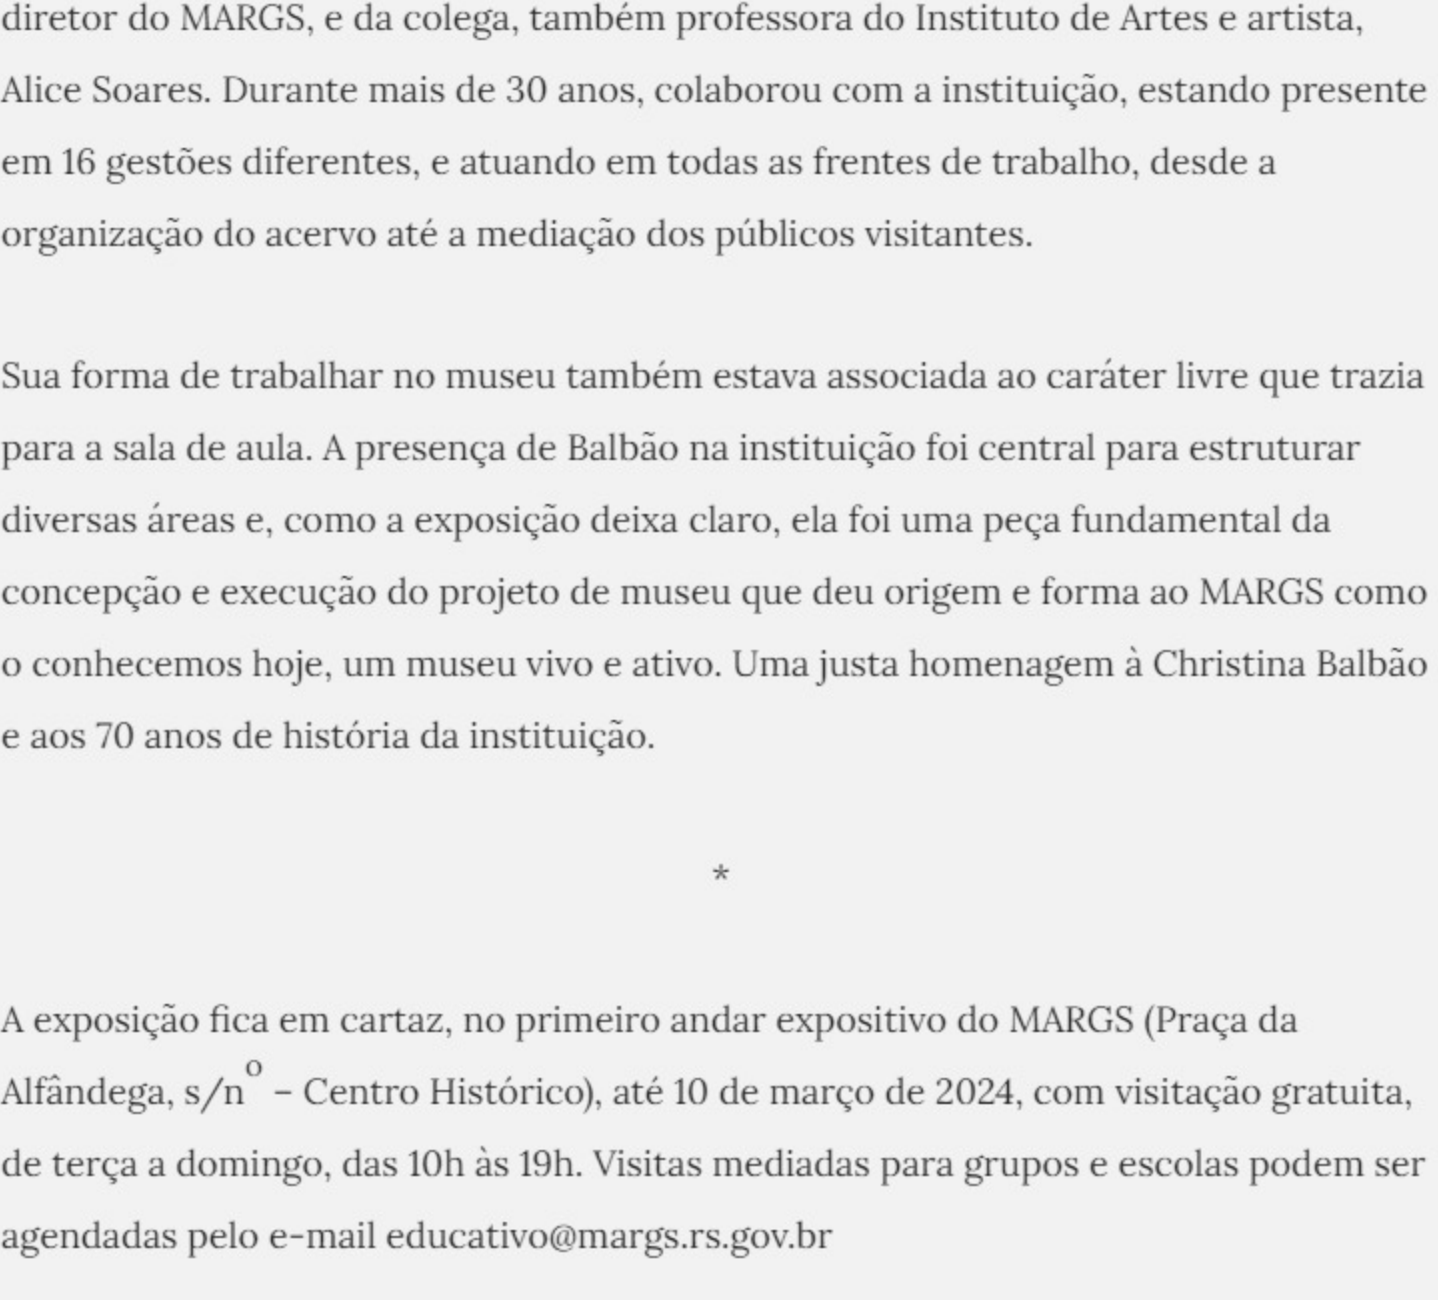 diretor do MARGS, e da colega, também professora do Instituto de Artes e artista,
Alice Soares. Durante mais de 30 anos, colaborou com a instituição, estando presente
em 16 gestões diferentes, e atuando em todas as frentes de trabalho, desde a
organização do acervo até a mediação dos públicos visitantes.
Sua forma de trabalhar no museu também estava associada ao caráter livre que trazia
para a sala de aula. A presença de Balbão na instituição foi central para estruturar
diversas áreas e, como a exposição deixa claro, ela foi uma peça fundamental da
concepção e execução do projeto de museu que deu origem e forma ao MARGS como
o conhecemos hoje, um museu vivo e ativo. Uma justa homenagem à Christina Balbão
e aos 70 anos de história da instituição.
*
A exposição fica em cartaz, no primeiro andar expositivo do MARGS (Praça da
Alfândega, s/nº – Centro Histórico), até 10 de março de 2024, com visitação gratuita,
de terça a domingo, das 10h às 19h. Visitas mediadas para grupos e escolas podem ser
agendadas pelo e-mail educativo@margs.rs.gov.br